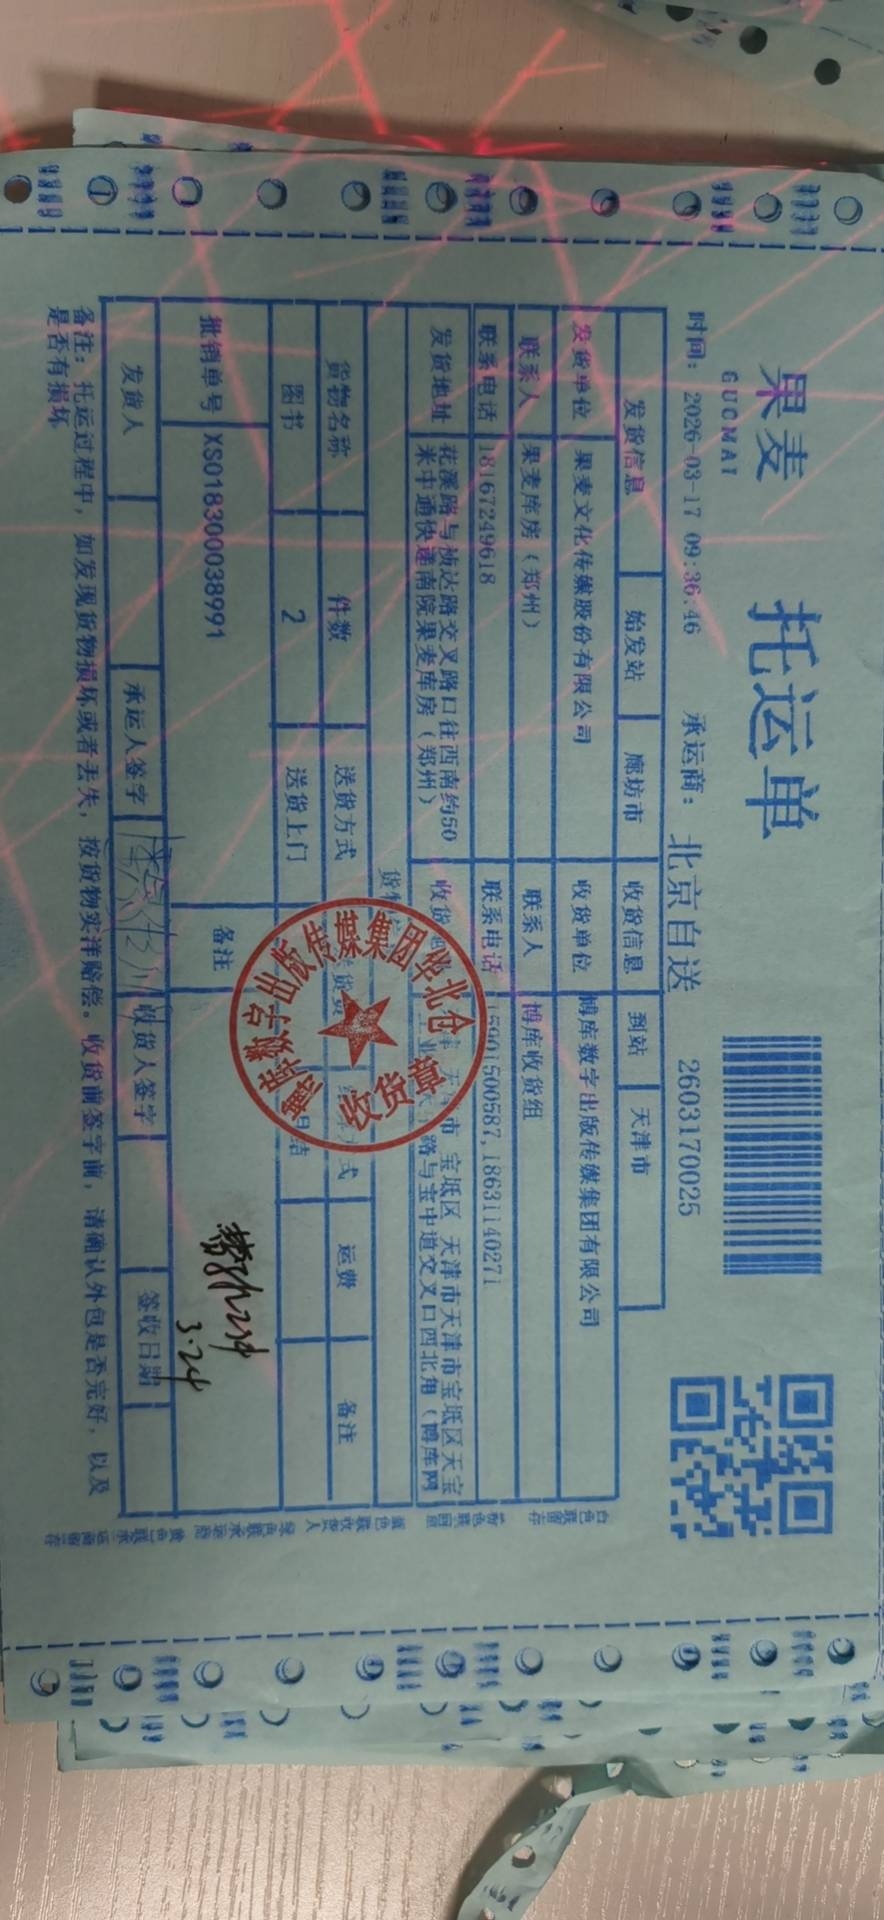 果麦
GUOMAI
托运单
时间：2026-03-17 09:36:46 承运商：北京自送 2603170025
发货信息 始发站 廊坊市 收货信息 到站 天津市
发货单位 果麦文化传媒股份有限公司 收货单位 博库数字出版传媒集团有限公司
联系人 果麦库房（郑州） 联系人 博库收货组
联系电话 18167249618 联系电话 15901500587,18631140271
发货地址 花溪路与祯达路交叉路口往西南约50米中通快递南院果麦库房（郑州） 收货 天津市 宝坻区 天津市天津市宝坻区天宝
路与宝中道交叉口西北角（博库网
货物名称 件数 送货方式 式 运费 备注
图书 2 送货上门 月结
批销单号 XS018300038991 备注
3.24
发货人 承运人签字 收货人签字 签收日期
备注：托运过程中，如发现货物损坏或者丢失，按货物实洋赔偿。收货前签字前，请确认外包是否完好，以及
是否有损坏
博库数字出版传媒集团华北仓
收货章